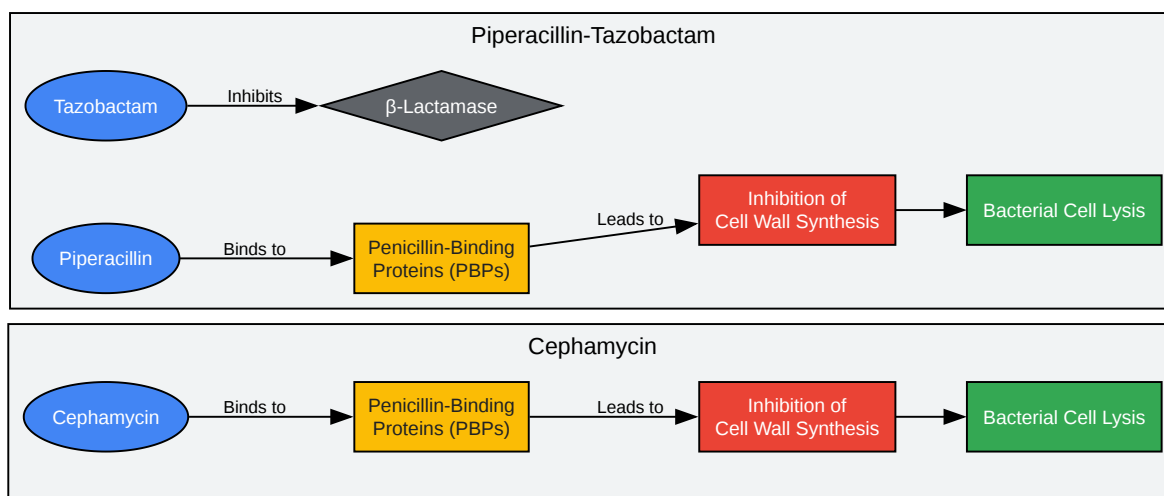 Piperacillin-Tazobactam
Tazobactam
Inhibits
β-Lactamase
Piperacillin
Binds to
Penicillin-Binding
Proteins (PBPs)
Leads to
Inhibition of
Cell Wall Synthesis
Bacterial Cell Lysis
Cephamycin
Cephamycin
Binds to
Penicillin-Binding
Proteins (PBPs)
Leads to
Inhibition of
Cell Wall Synthesis
Bacterial Cell Lysis